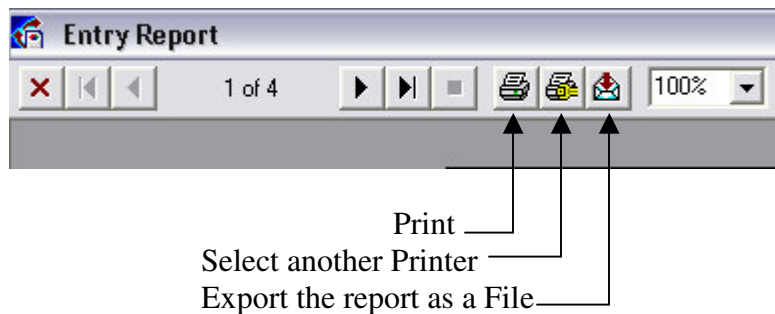 Entry Report
1 of 4 100%
Print
Select another Printer
Export the report as a File